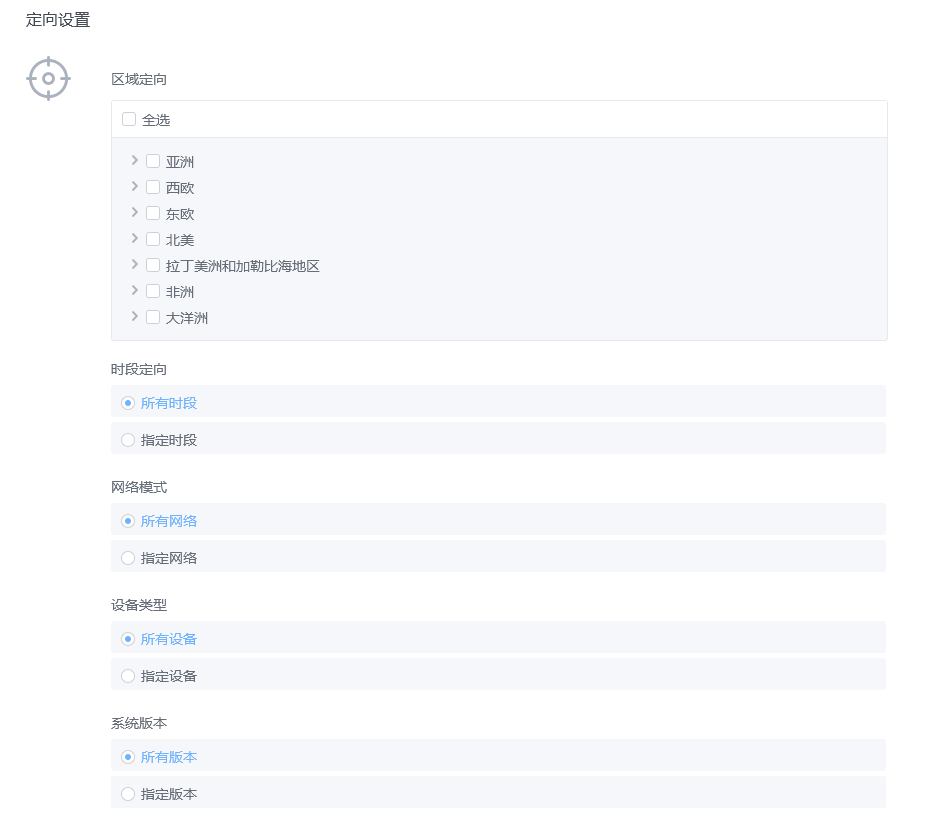 定向设置
区域定向
全选
亚洲
西欧
东欧
北美
拉丁美洲和加勒比海地区
非洲
大洋洲
时段定向
所有时段
指定时段
网络模式
所有网络
指定网络
设备类型
所有设备
指定设备
系统版本
所有版本
指定版本